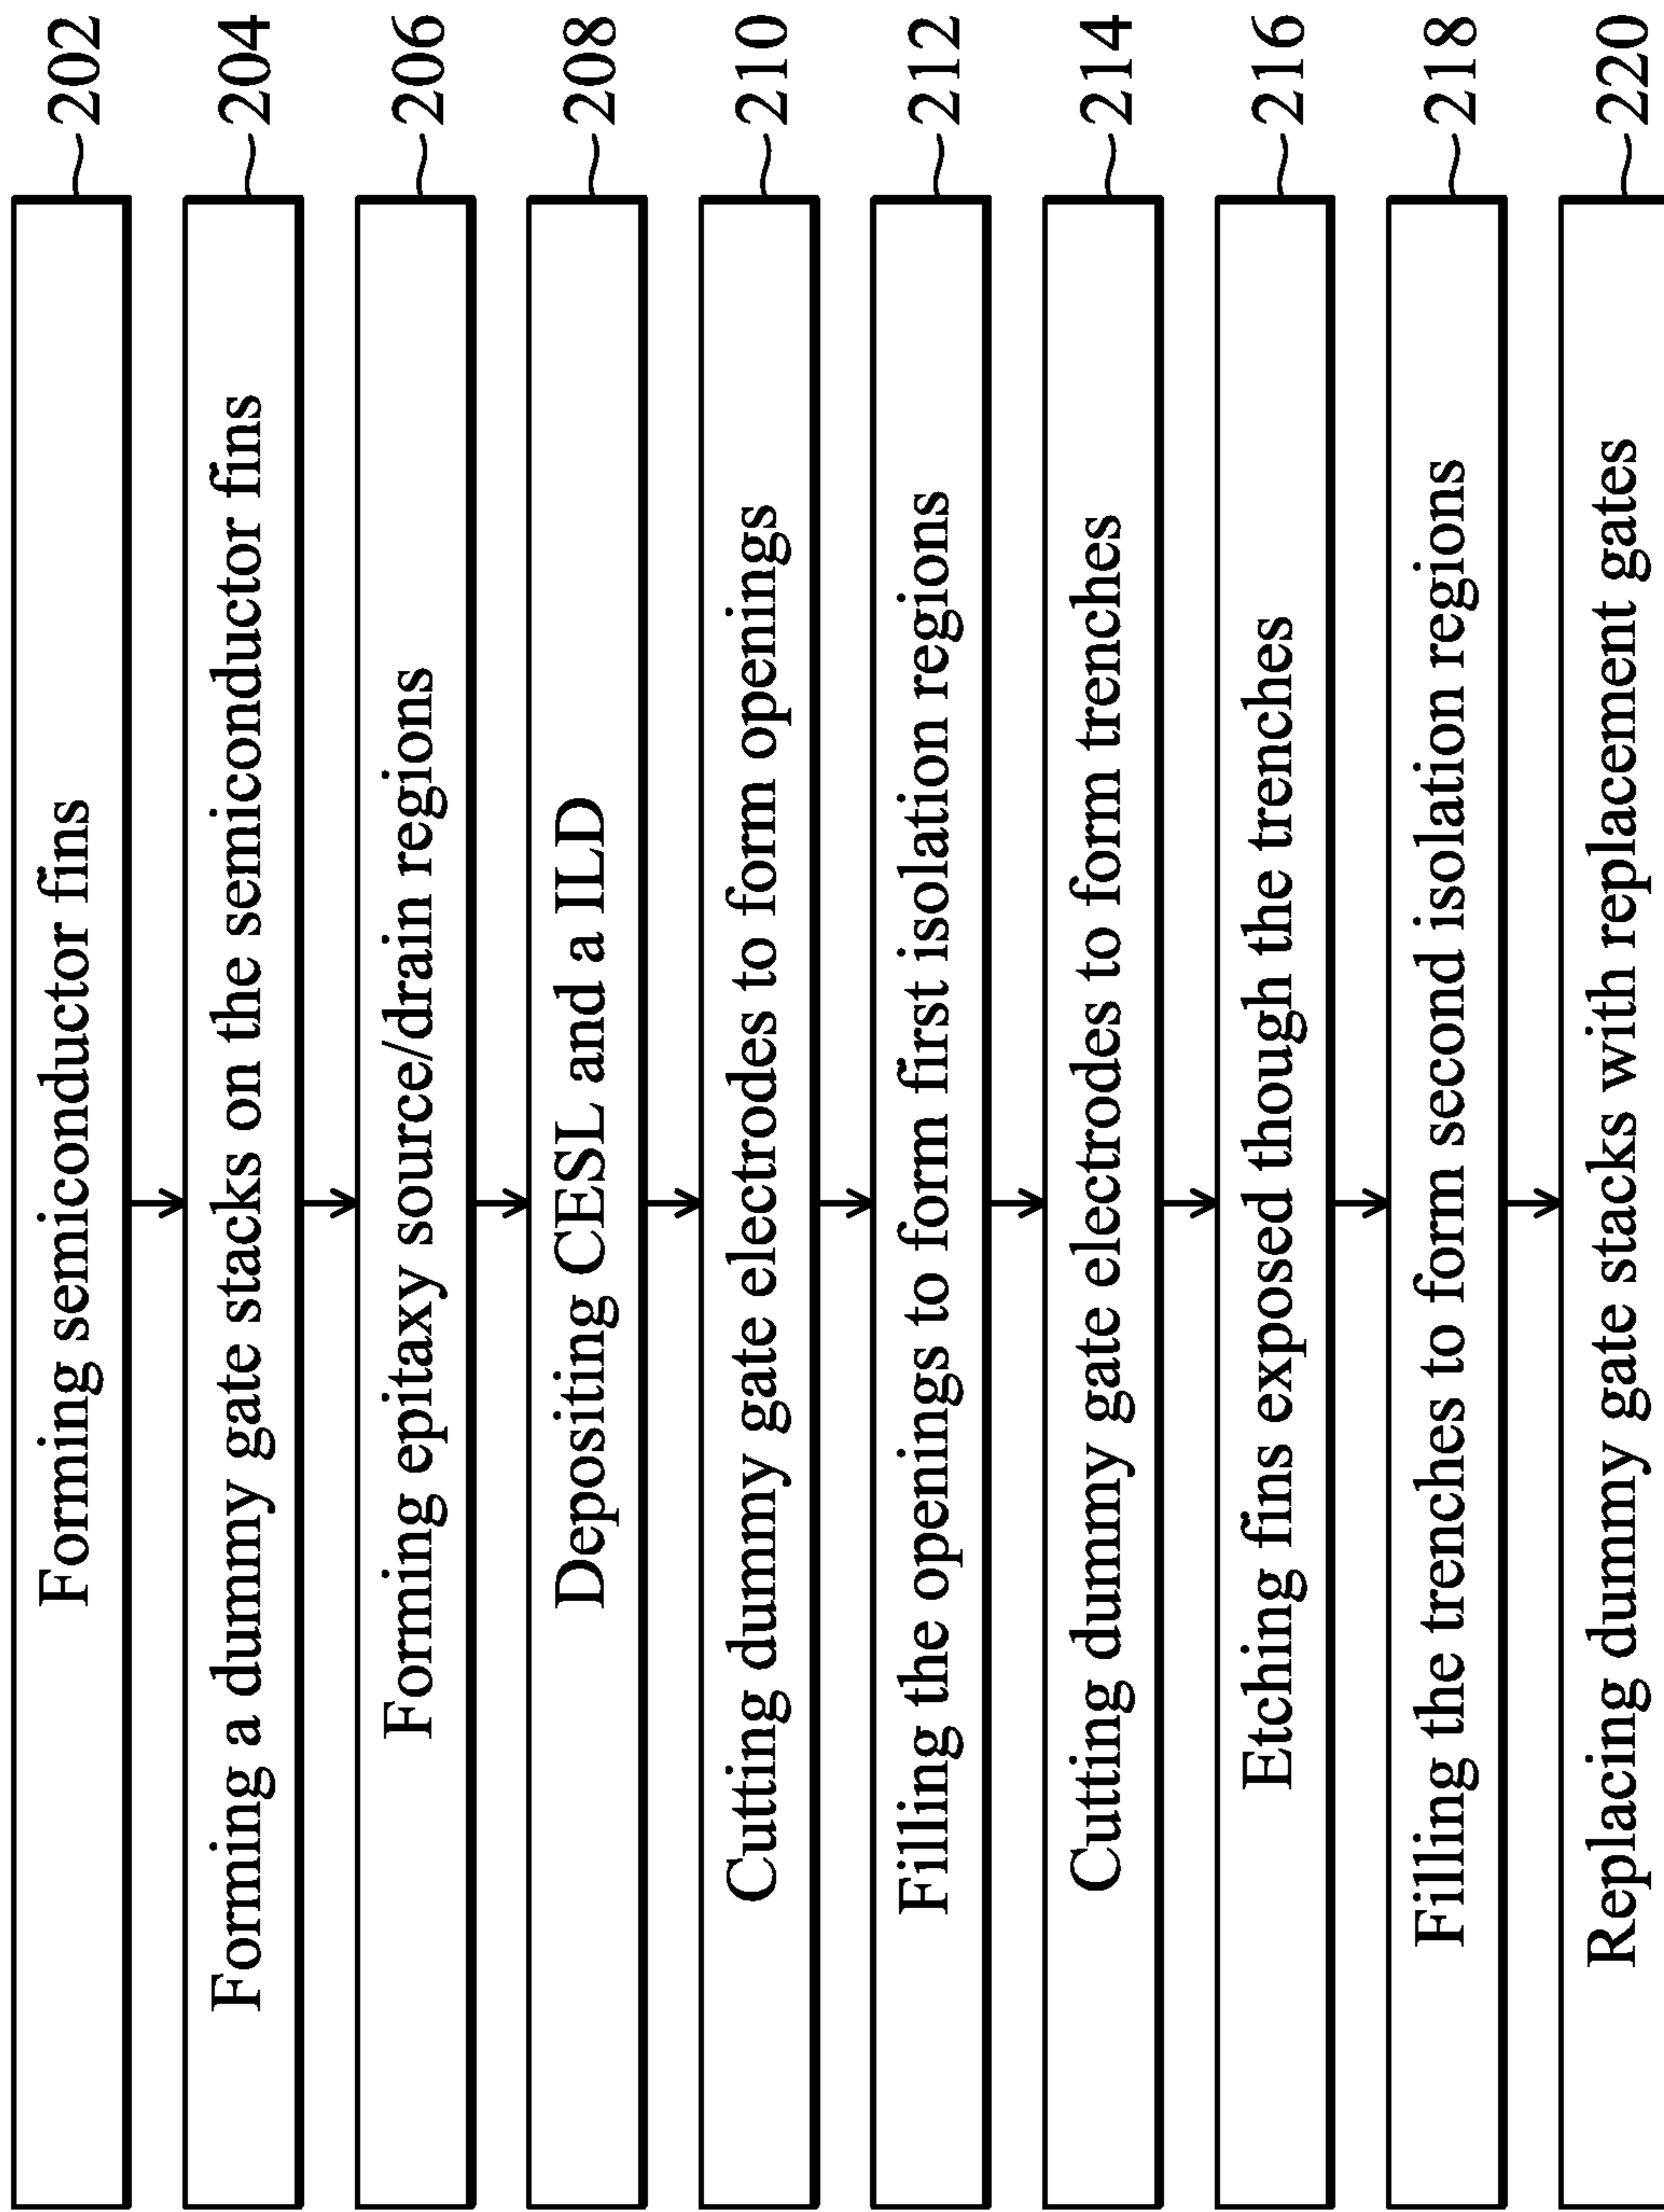 Forming semiconductor fins 202
Forming a dummy gate stacks on the semiconductor fins 204
Forming epitaxy source/drain regions 206
Depositing CESL and a ILD 208
Cutting dummy gate electrodes to form openings 210
Filling the openings to form first isolation regions 212
Cutting dummy gate electrodes to form trenches 214
Etching fins exposed though the trenches 216
Filling the trenches to form second isolation regions 218
Replacing dummy gate stacks with replacement gates 220